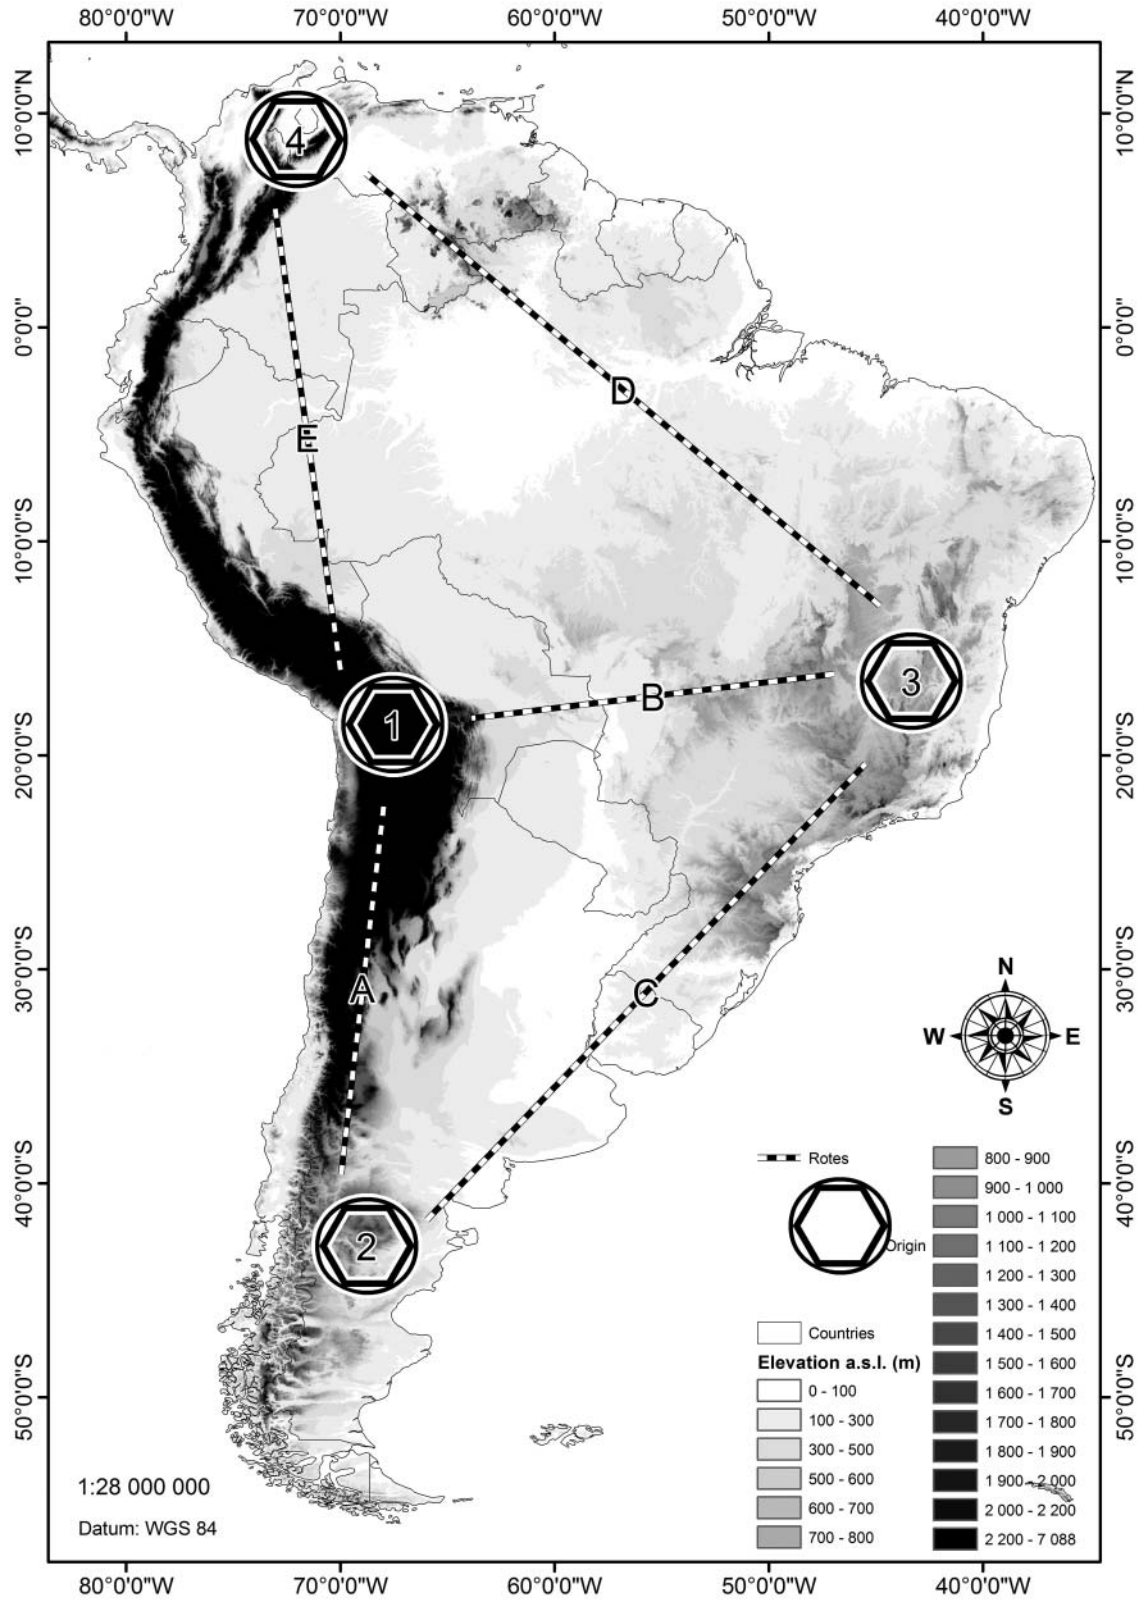 80°0'0"W 70°0'0"W 60°0'0"W 50°0'0"W 40°0'0"W
10°0'0"N 10°0'0"N
4
0°0'0" 0°0'0"
D
E
10°0'0"S 10°0'0"S
3
B
1
20°0'0"S 20°0'0"S
30°0'0"S 30°0'0"S
A
C
N
W E
S
40°0'0"S 40°0'0"S
2
Rotes
Origin
Countries
Elevation a.s.l. (m)
0 - 100
100 - 300
300 - 500
500 - 600
600 - 700
700 - 800
800 - 900
900 - 1 000
1 000 - 1 100
1 100 - 1 200
1 200 - 1 300
1 300 - 1 400
1 400 - 1 500
1 500 - 1 600
1 600 - 1 700
1 700 - 1 800
1 800 - 1 900
1 900 - 2 000
2 000 - 2 200
2 200 - 7 088
50°0'0"S 50°0'0"S
1:28 000 000
Datum: WGS 84
80°0'0"W 70°0'0"W 60°0'0"W 50°0'0"W 40°0'0"W